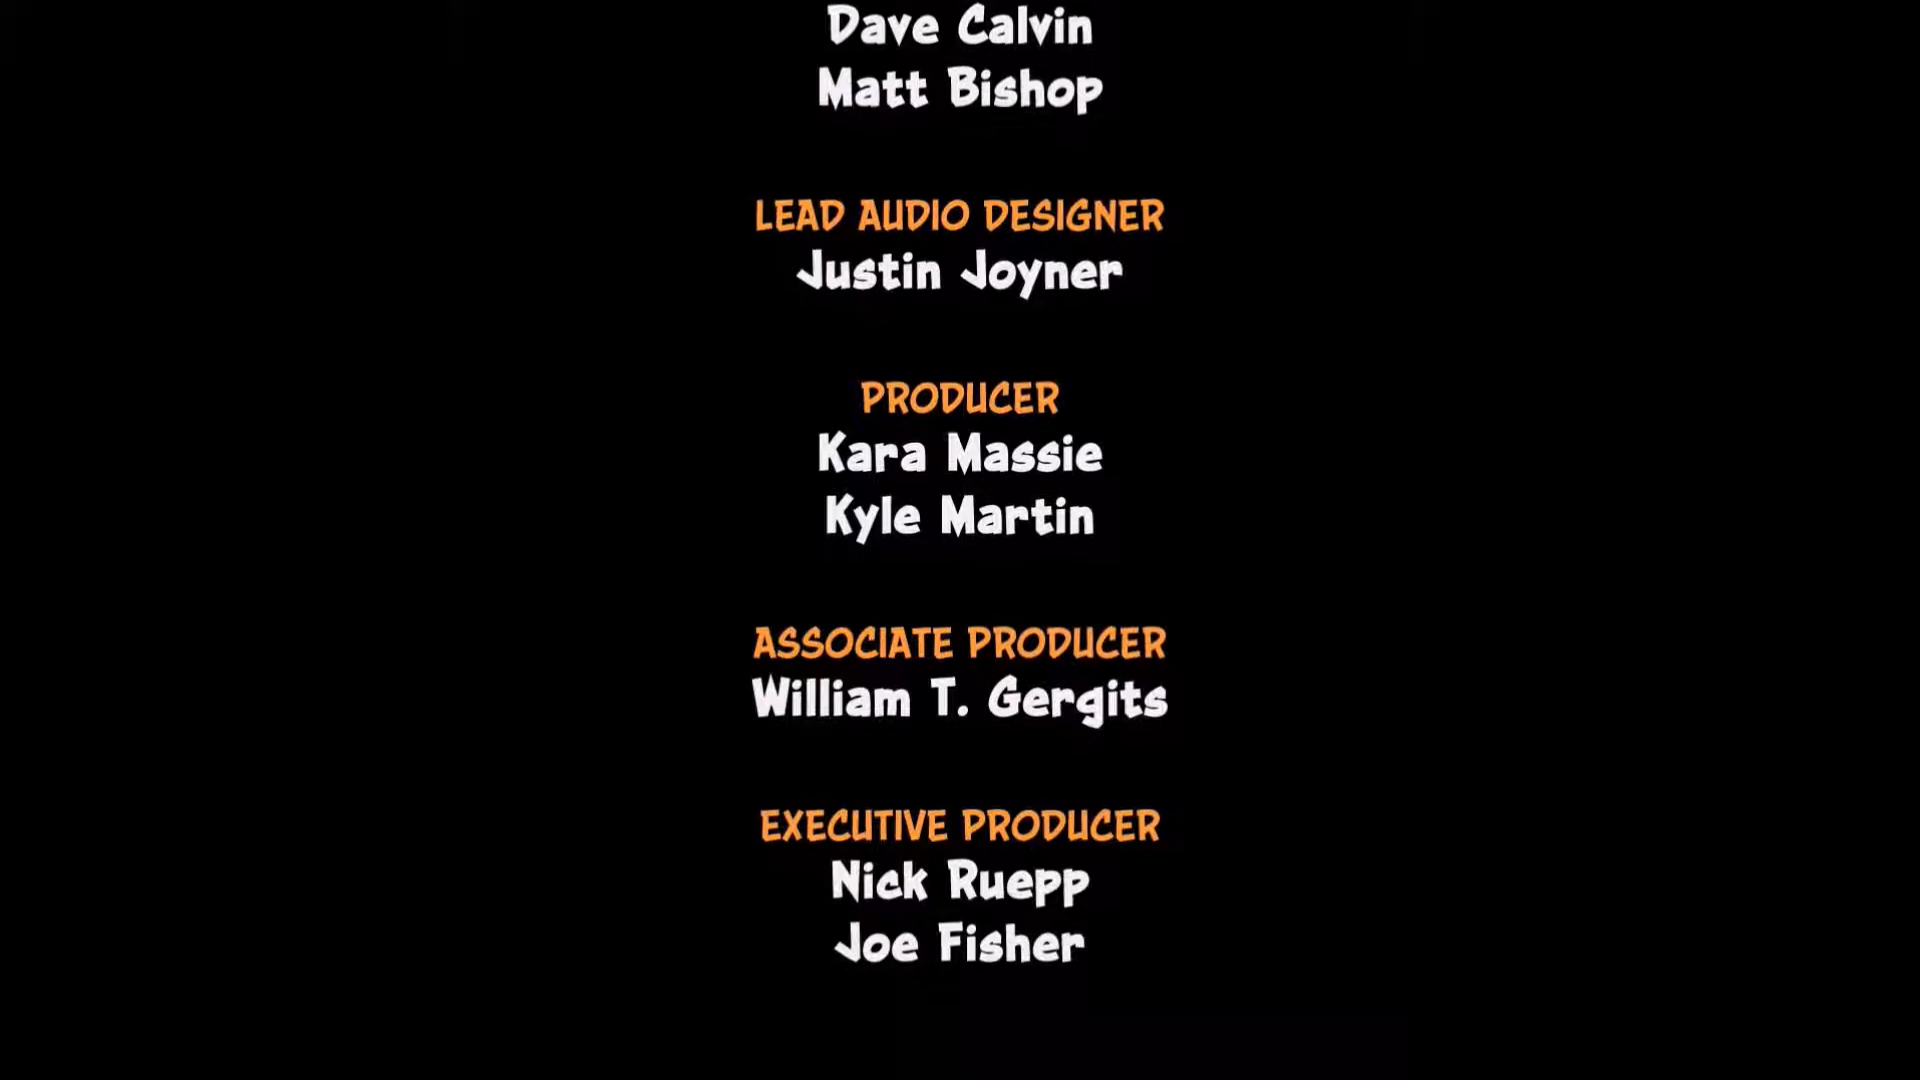 Dave Calvin
Matt Bishop
LEAD AUDIO DESIGNER
Justin Joyner
PRODUCER
Kara Massie
Kyle Martin
ASSOCIATE PRODUCER
William T. Gergits
EXECUTIVE PRODUCER
Nick Ruepp
Joe Fisher